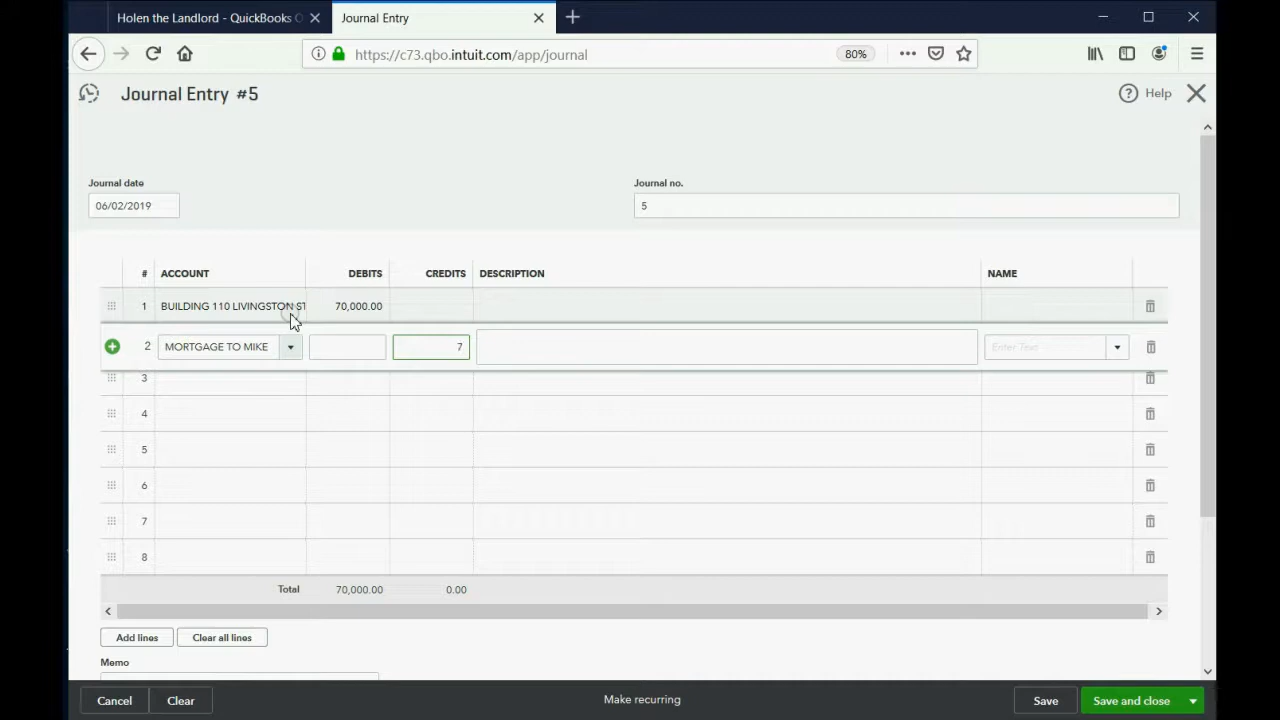 Holen the Landlord - QuickBooks O
Journal Entry
https://c73.qbo.intuit.com/app/journal
80%
Journal Entry #5
Help
Journal date
Journal no.
06/02/2019
5
# ACCOUNT DEBITS CREDITS DESCRIPTION NAME
1 BUILDING 110 LIVINGSTON ST 70,000.00
2 MORTGAGE TO MIKE 7 Enter Text
3
4
5
6
7
8
Total 70,000.00 0.00
Add lines Clear all lines
Memo
Cancel Clear Make recurring Save Save and close